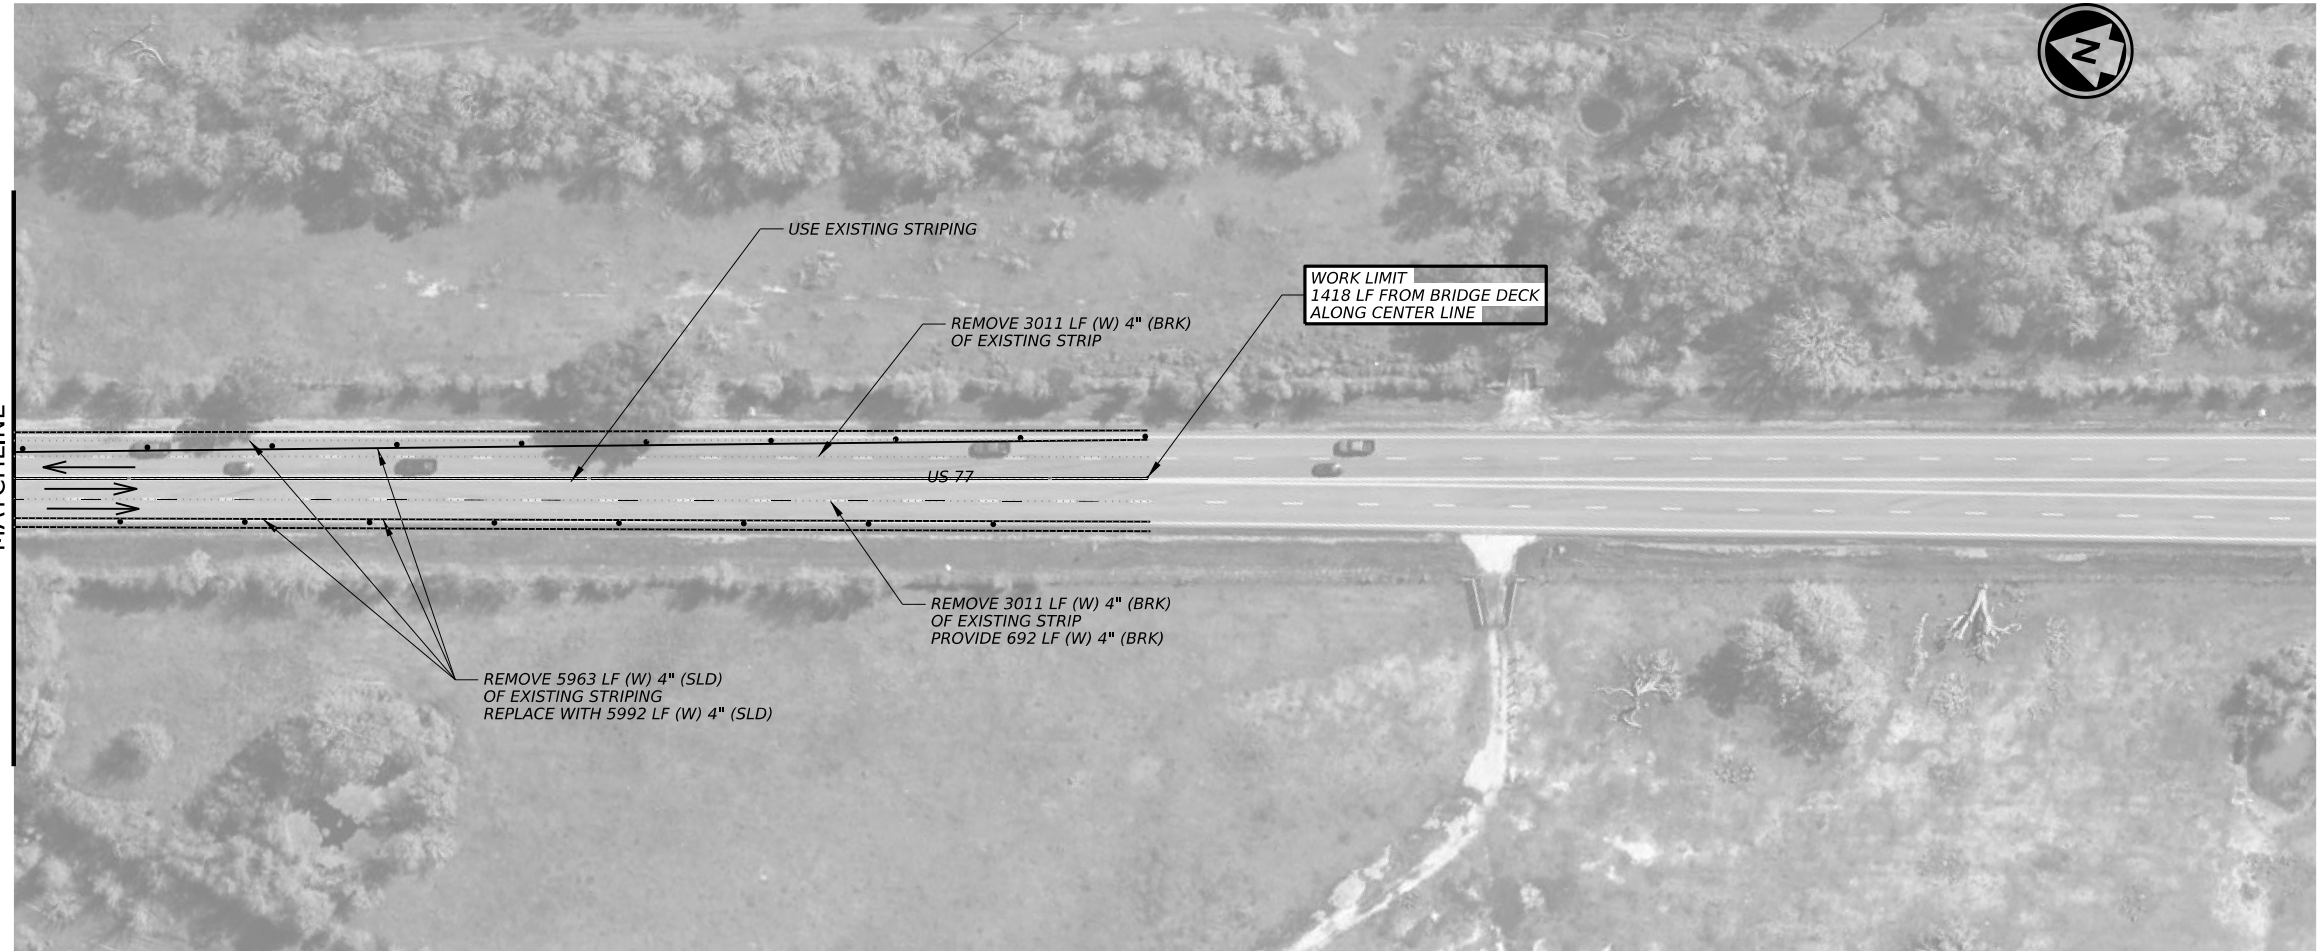 N
USE EXISTING STRIPING
WORK LIMIT
1418 LF FROM BRIDGE DECK
ALONG CENTER LINE
REMOVE 3011 LF (W) 4" (BRK)
OF EXISTING STRIP
US 77
REMOVE 3011 LF (W) 4" (BRK)
OF EXISTING STRIP
PROVIDE 692 LF (W) 4" (BRK)
REMOVE 5963 LF (W) 4" (SLD)
OF EXISTING STRIPING
REPLACE WITH 5992 LF (W) 4" (SLD)